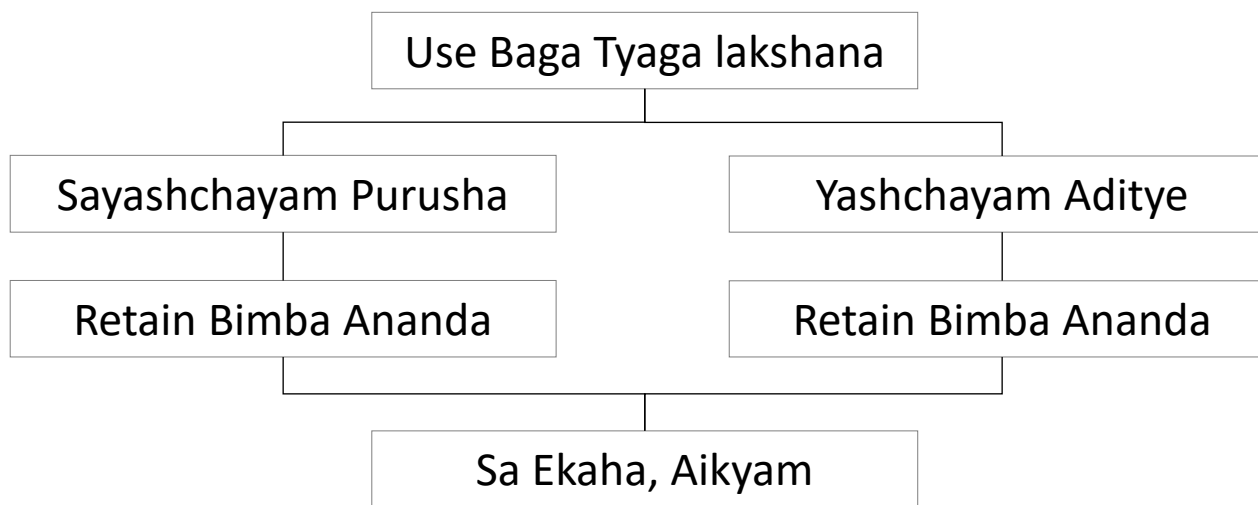 Use Baga Tyaga lakshana
Sayashchayam Purusha
Yashchayam Aditye
Retain Bimba Ananda
Retain Bimba Ananda
Sa Ekaha, Aikyam